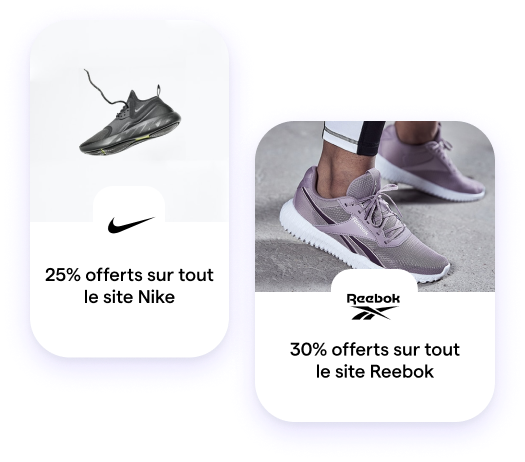 25% offerts sur tout
le site Nike
Reebok
30% offerts sur tout
le site Reebok